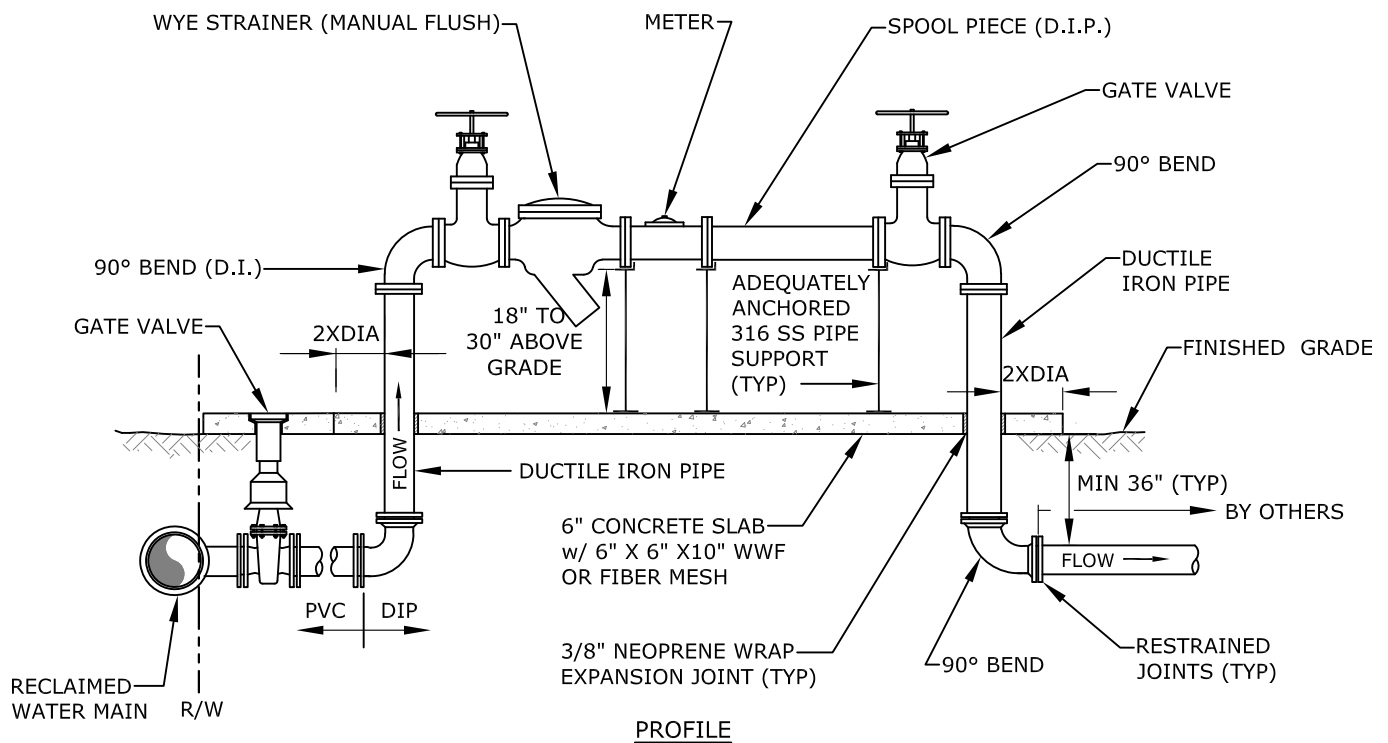 WYE STRAINER (MANUAL FLUSH)
METER
SPOOL PIECE (D.I.P.)
GATE VALVE
90° BEND
90° BEND (D.I.)
DUCTILE
IRON PIPE
ADEQUATELY
ANCHORED
316 SS PIPE
SUPPORT
(TYP)
18" TO
30" ABOVE
GRADE
GATE VALVE
2XDIA
FINISHED GRADE
2XDIA
FLOW
DUCTILE IRON PIPE
MIN 36" (TYP)
BY OTHERS
6" CONCRETE SLAB
w/ 6" X 6" X10" WWF
OR FIBER MESH
FLOW
PVC
DIP
3/8" NEOPRENE WRAP
EXPANSION JOINT (TYP)
90° BEND
RESTRAINED
JOINTS (TYP)
RECLAIMED
WATER MAIN
R/W
PROFILE